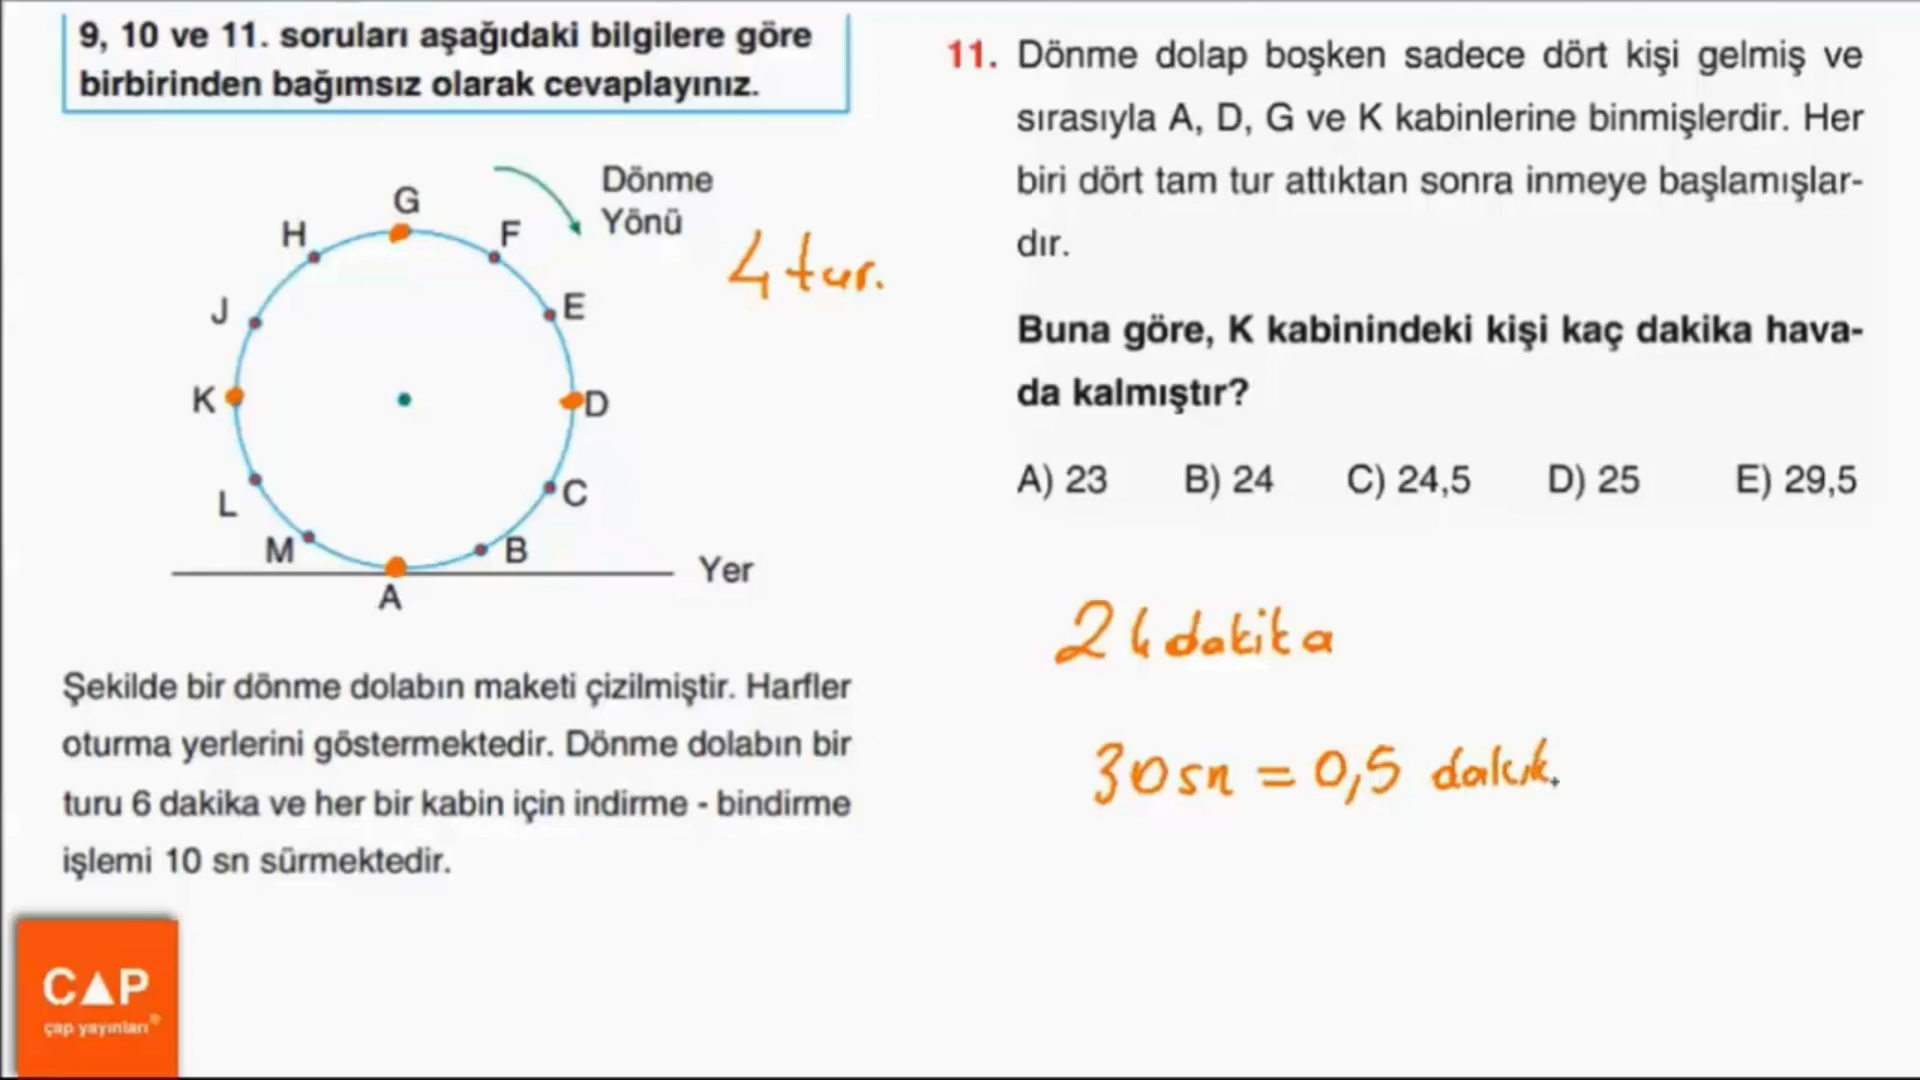 9, 10 ve 11. soruları aşağıdaki bilgilere göre
birbirinden bağımsız olarak cevaplayınız.
Dönme
Yönü
G
H
F
J
E
K
D
L
C
M
B
A
Yer
4 tur.
Şekilde bir dönme dolabın maketi çizilmiştir. Harfler
oturma yerlerini göstermektedir. Dönme dolabın bir
turu 6 dakika ve her bir kabin için indirme - bindirme
işlemi 10 sn sürmektedir.
CAP
çap yayınları®
11. Dönme dolap boşken sadece dört kişi gelmiş ve
sırasıyla A, D, G ve K kabinlerine binmişlerdir. Her
biri dört tam tur attıktan sonra inmeye başlamışlar-
dır.
Buna göre, K kabinindeki kişi kaç dakika hava-
da kalmıştır?
A) 23 B) 24 C) 24,5 D) 25 E) 29,5
24 dakika
30 sn = 0,5 dakik